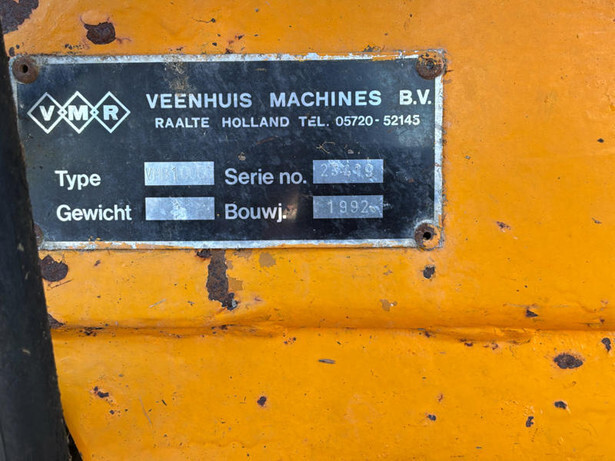 VMR
VEENHUIS MACHINES B.V.
RAALTE HOLLAND TEL. 05720-52145
Type Serie no.
Gewicht Bouwj. 1992